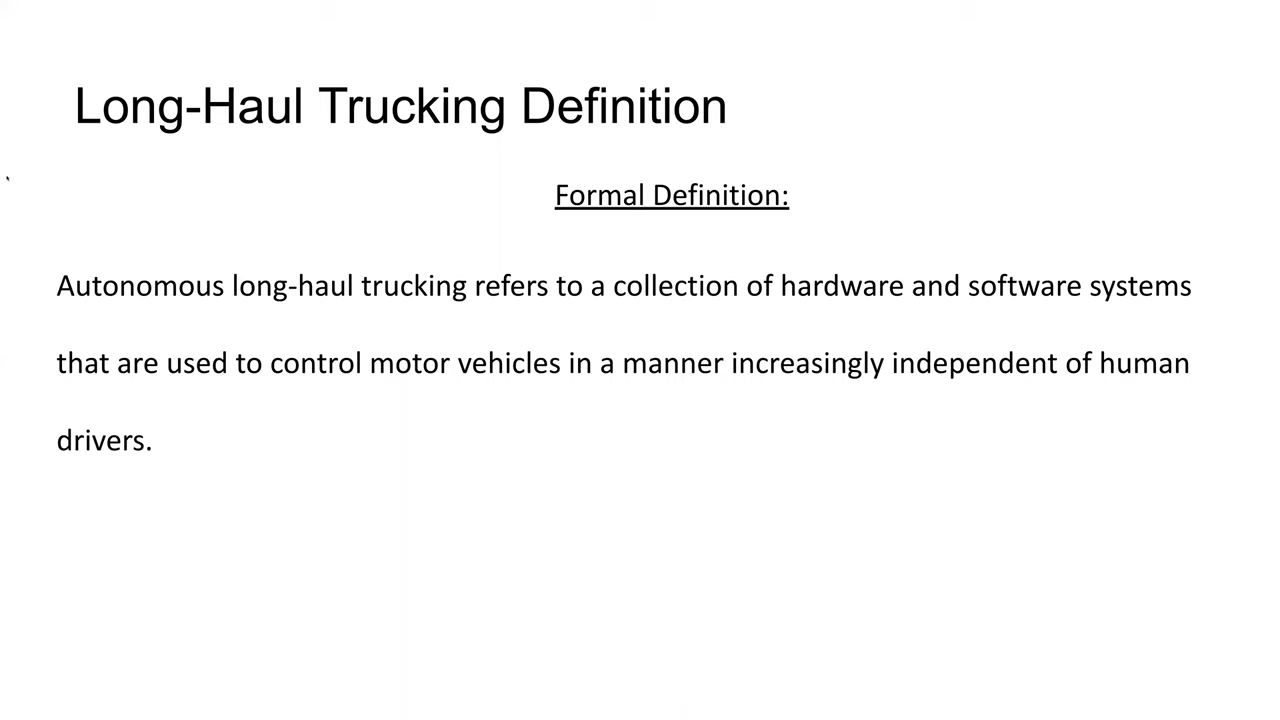 Long-Haul Trucking Definition
Formal Definition:
Autonomous long-haul trucking refers to a collection of hardware and software systems
that are used to control motor vehicles in a manner increasingly independent of human
drivers.